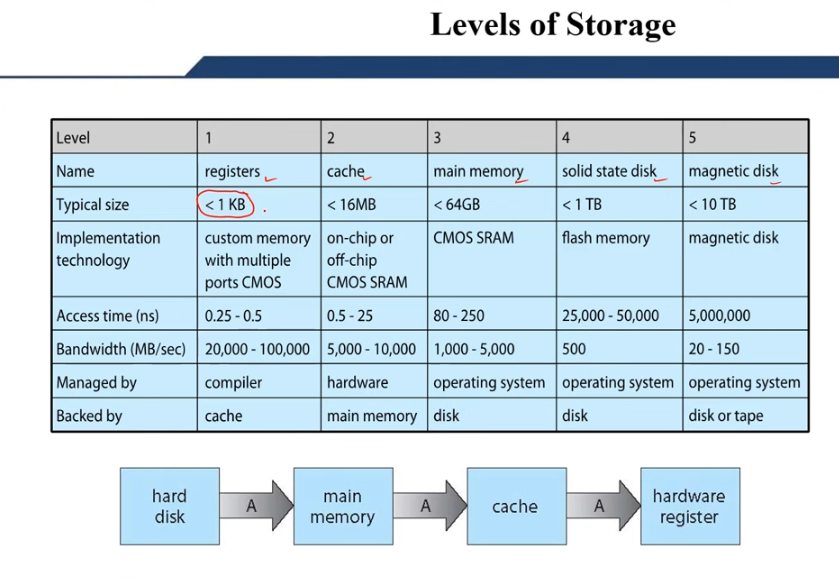 Levels of Storage
Level 1 2 3 4 5
Name registers cache main memory solid state disk magnetic disk
Typical size < 1 KB < 16MB < 64GB < 1 TB < 10 TB
Implementation custom memory on-chip or CMOS SRAM flash memory magnetic disk
technology with multiple off-chip
ports CMOS CMOS SRAM
Access time (ns) 0.25 - 0.5 0.5 - 25 80 - 250 25,000 - 50,000 5,000,000
Bandwidth (MB/sec) 20,000 - 100,000 5,000 - 10,000 1,000 - 5,000 500 20 - 150
Managed by compiler hardware operating system operating system operating system
Backed by cache main memory disk disk disk or tape
hard main hardware
A A cache A
disk memory register